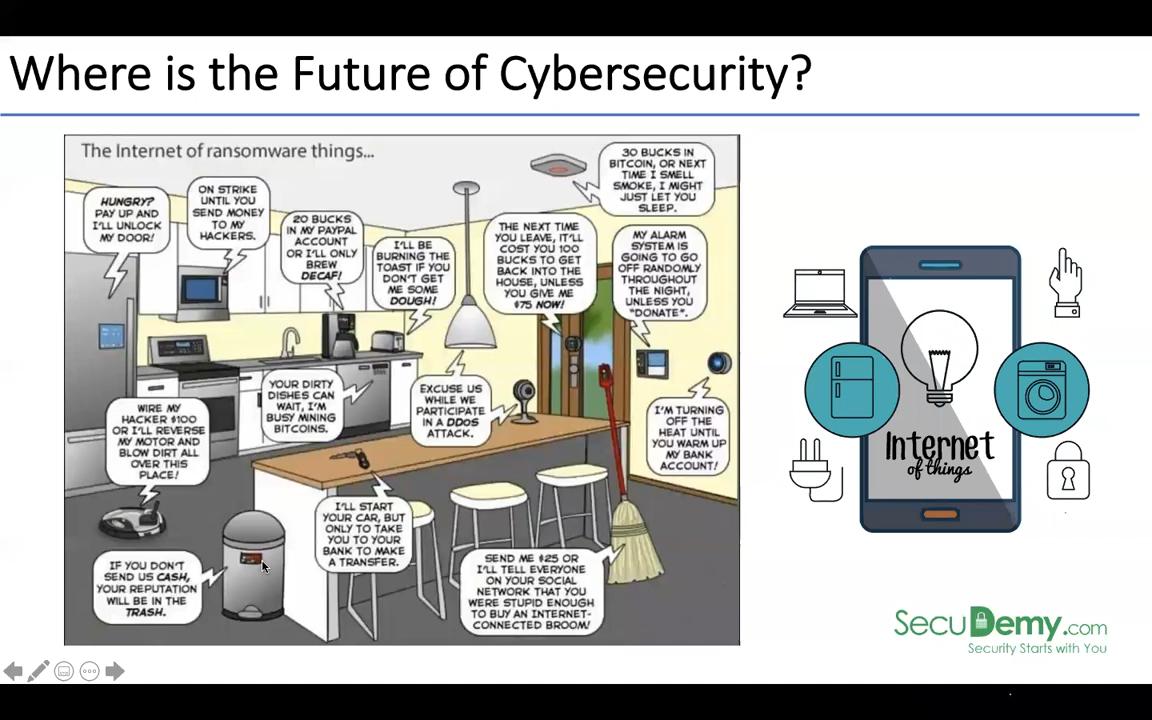 Where is the Future of Cybersecurity?
The Internet of ransomware things...
HUNGRY?
PAY UP AND
I'LL UNLOCK
MY DOOR!
ON STRIKE
UNTIL YOU
SEND MONEY
TO MY
HACKERS.
20 BUCKS
IN MY PAYPAL
ACCOUNT
OR I'LL ONLY
BREW
DECAF!
I'LL BE
BURNING THE
TOAST IF YOU
DON'T GET
ME SOME
DOUGH!
THE NEXT TIME
YOU LEAVE, IT'LL
COST YOU 100
BUCKS TO GET
BACK INTO THE
HOUSE, UNLESS
YOU GIVE ME
$75 NOW!
30 BUCKS IN
BITCOIN, OR NEXT
TIME I SMELL
SMOKE, I MIGHT
JUST LET YOU
SLEEP.
MY ALARM
SYSTEM IS
GOING TO GO
OFF RANDOMLY
THROUGHOUT
THE NIGHT,
UNLESS YOU
"DONATE".
WIRE MY
HACKER $100
OR I'LL REVERSE
MY MOTOR AND
BLOW DIRT ALL
OVER THIS
PLACE!
YOUR DIRTY
DISHES CAN
WAIT, I'M
BUSY MINING
BITCOINS.
EXCUSE US
WHILE WE
PARTICIPATE
IN A DDOS
ATTACK.
I'M TURNING
OFF THE
HEAT UNTIL
YOU WARM UP
MY BANK
ACCOUNT!
IF YOU DON'T
SEND US CASH,
YOUR REPUTATION
WILL BE IN THE
TRASH.
I'LL START
YOUR CAR, BUT
ONLY TO TAKE
YOU TO YOUR
BANK TO MAKE
A TRANSFER.
SEND ME $25 OR
I'LL TELL EVERYONE
ON YOUR SOCIAL
NETWORK THAT YOU
WERE STUPID ENOUGH
TO BUY AN INTERNET-
CONNECTED BROOM!
Internet
of things
SecuDemy.com
Security Starts with You